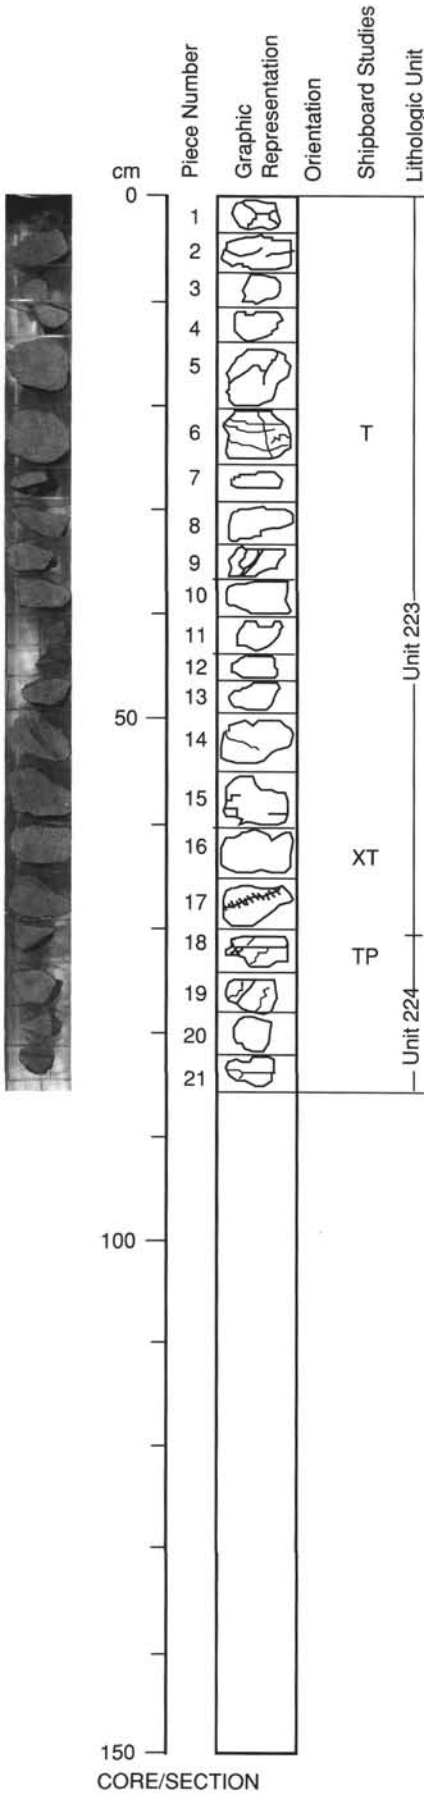 cm
Piece Number
Graphic Representation
Orientation
Shipboard Studies
Lithologic Unit
0
1
2
3
4
5
6 T
7
8
9
10
11
Unit 223
12
13
50
14
15
16 XT
17
18 TP
19
Unit 224
20
21
100
150
CORE/SECTION